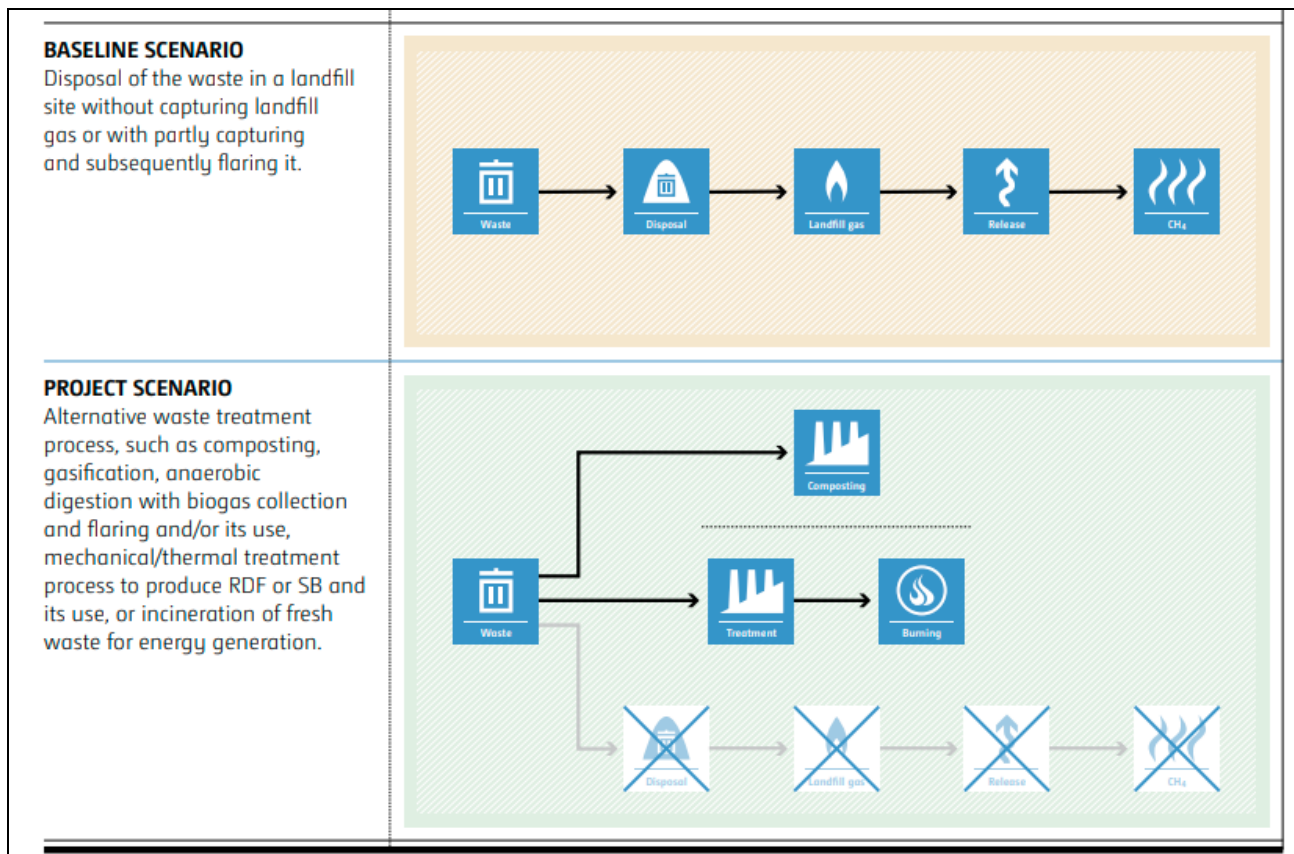 BASELINE SCENARIO
Disposal of the waste in a landfill
site without capturing landfill
gas or with partly capturing
and subsequently flaring it.
Waste
Disposal
Landfill gas
Release
CH₄
PROJECT SCENARIO
Alternative waste treatment
process, such as composting,
gasification, anaerobic
digestion with biogas collection
and flaring and/or its use,
mechanical/thermal treatment
process to produce RDF or SB and
its use, or incineration of fresh
waste for energy generation.
Composting
Waste
Treatment
Burning
Disposal
Landfill gas
Release
CH₄